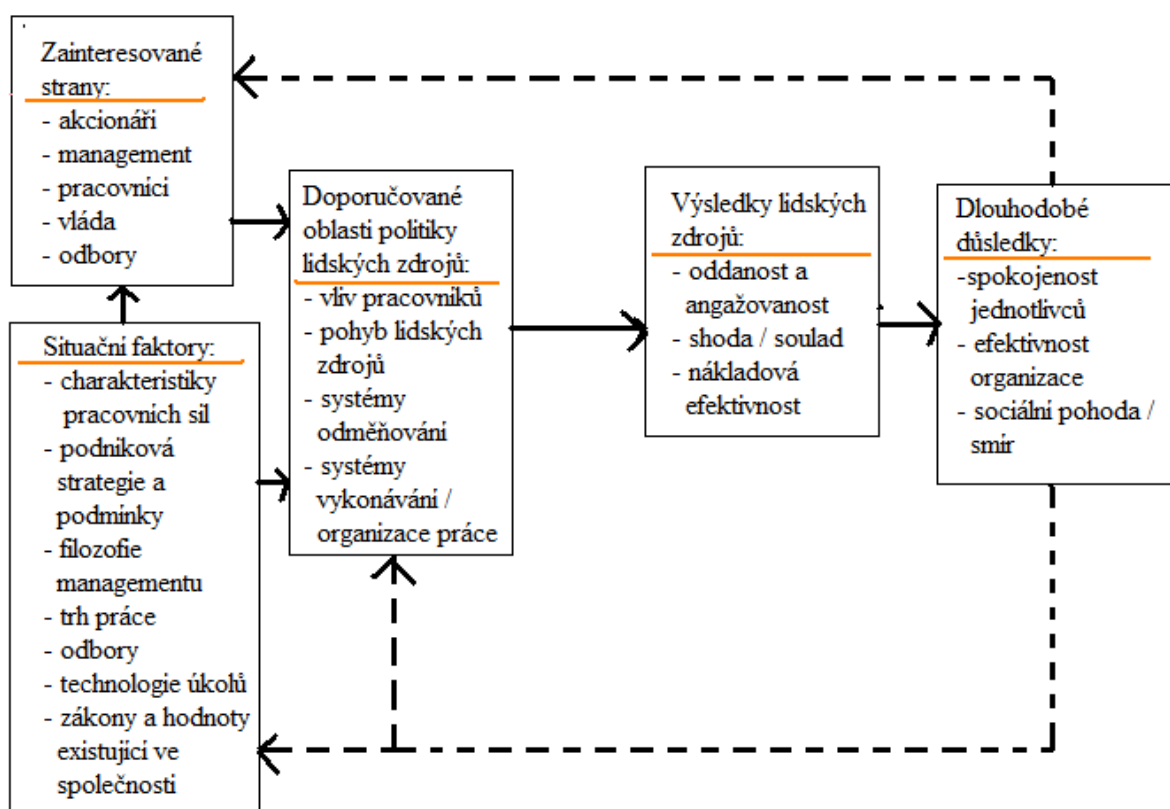 Zainteresované
strany:
- akcionáři
- management
- pracovníci
- vláda
- odbory
Situační faktory:
- charakteristiky
pracovních sil
- podniková
strategie a
podmínky
- filozofie
managementu
- trh práce
- odbory
- technologie úkolů
- zákony a hodnoty
existující ve
společnosti
Doporučované
oblasti politiky
lidských zdrojů:
- vliv pracovníků
- pohyb lidských
zdrojů
- systémy
odměňování
- systémy
vykonávání /
organizace práce
Výsledky lidských
zdrojů:
- oddanost a
angažovanost
- shoda / soulad
- nákladová
efektivnost
Dlouhodobé
důsledky:
-spokojenost
jednotlivců
- efektivnost
organizace
- sociální pohoda /
smír